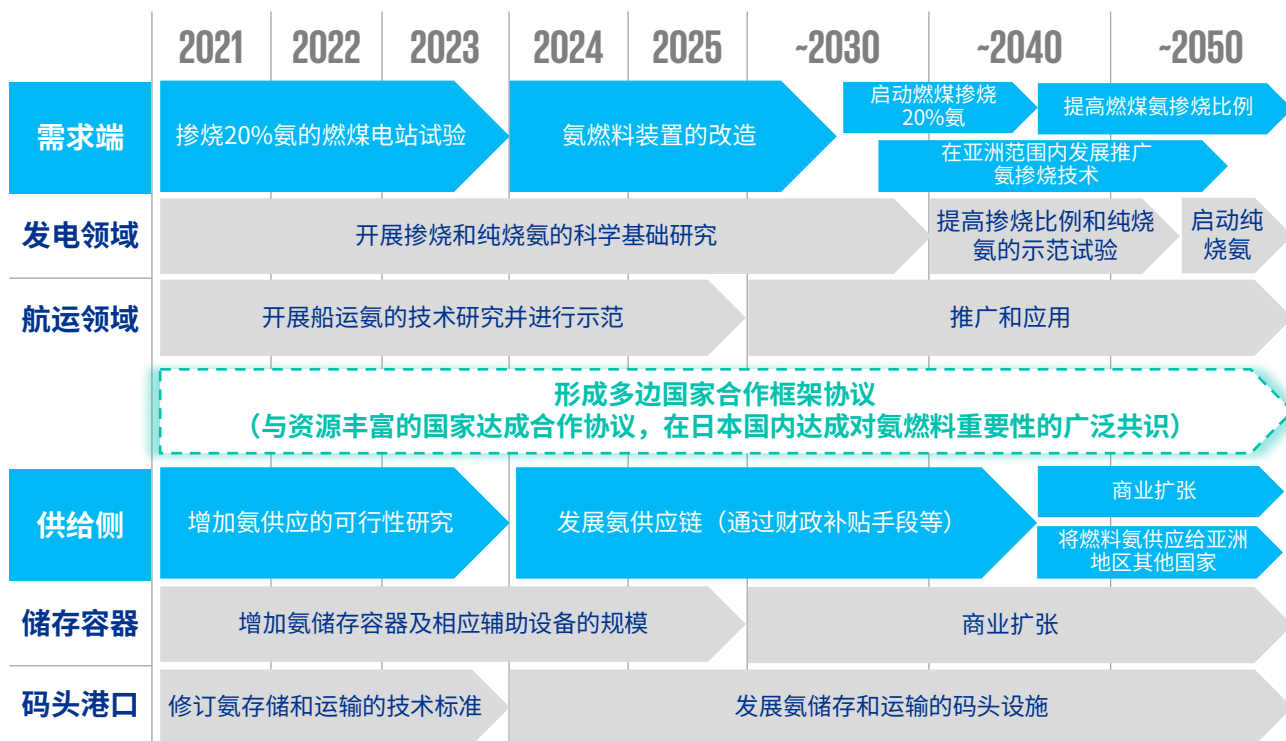 2021 2022 2023 2024 2025 ~2030 ~2040 ~2050
需求端
掺烧20%氨的燃煤电站试验
氨燃料装置的改造
启动燃煤掺烧
20%氨
提高燃煤氨掺烧比例
在亚洲范围内发展推广
氨掺烧技术
发电领域
开展掺烧和纯烧氨的科学基础研究
提高掺烧比例和纯烧
氨的示范试验
启动纯
烧氨
航运领域
开展船运氨的技术研究并进行示范
推广和应用
形成多边国家合作框架协议
（与资源丰富的国家达成合作协议，在日本国内达成对氨燃料重要性的广泛共识）
供给侧
增加氨供应的可行性研究
发展氨供应链（通过财政补贴手段等）
商业扩张
将燃料氨供应给亚洲
地区其他国家
储存容器
增加氨储存容器及相应辅助设备的规模
商业扩张
码头港口
修订氨存储和运输的技术标准
发展氨储存和运输的码头设施